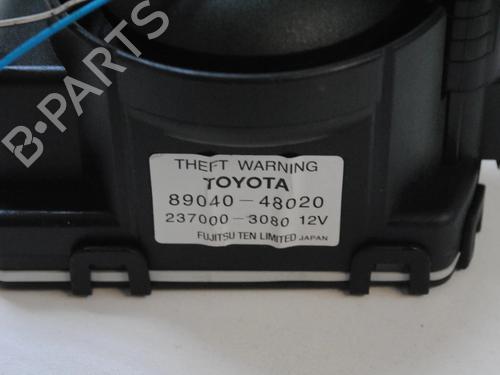 B-PARTS
THEFT WARNING
TOYOTA
89040-48020
237000-3080 12V
FUJITSU TEN LIMITED JAPAN